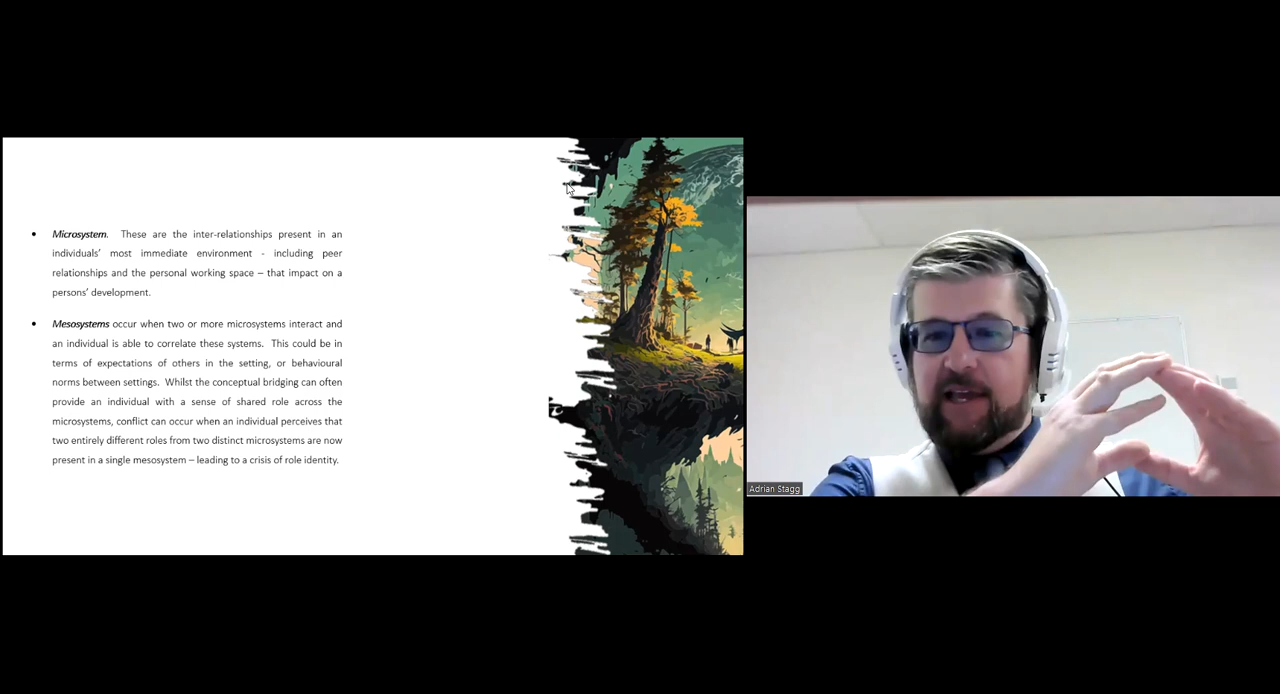 Microsystem. These are the inter-relationships present in an
individuals’ most immediate environment - including peer
relationships and the personal working space – that impact on a
persons’ development.
Mesosystems occur when two or more microsystems interact and
an individual is able to correlate these systems. This could be in
terms of expectations of others in the setting, or behavioural
norms between settings. Whilst the conceptual bridging can often
provide an individual with a sense of shared role across the
microsystems, conflict can occur when an individual perceives that
two entirely different roles from two distinct microsystems are now
present in a single mesosystem – leading to a crisis of role identity.
Adrian Stagg